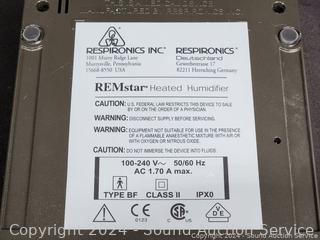 RESPIRONICS INC.
1001 Murry Ridge Lane
Murrysville, Pennsylvania
15668-8550 USA
RESPIRONICS
Deutschland
Gewerbestrasse 17
82211 Herrsching Germany
REMstar Heated Humidifier
CAUTION: U.S. FEDERAL LAW RESTRICTS THIS DEVICE TO SALE
BY OR ON THE ORDER OF A PHYSICIAN.
WARNING: DISCONNECT SUPPLY BEFORE SERVICING.
WARNING: EQUIPMENT NOT SUITABLE FOR USE IN THE PRESENCE
OF A FLAMMABLE ANAESTHETIC MIXTURE WITH AIR OR
WITH OXYGEN OR NITROUS OXIDE.
CAUTION: DO NOT IMMERSE THE DEVICE INTO FLUIDS.
100-240 V~ 50/60 Hz
AC 1.70 A max.
TYPE BF CLASS II IPX0
0123
Copyright © 2024 - Sound Auction Service